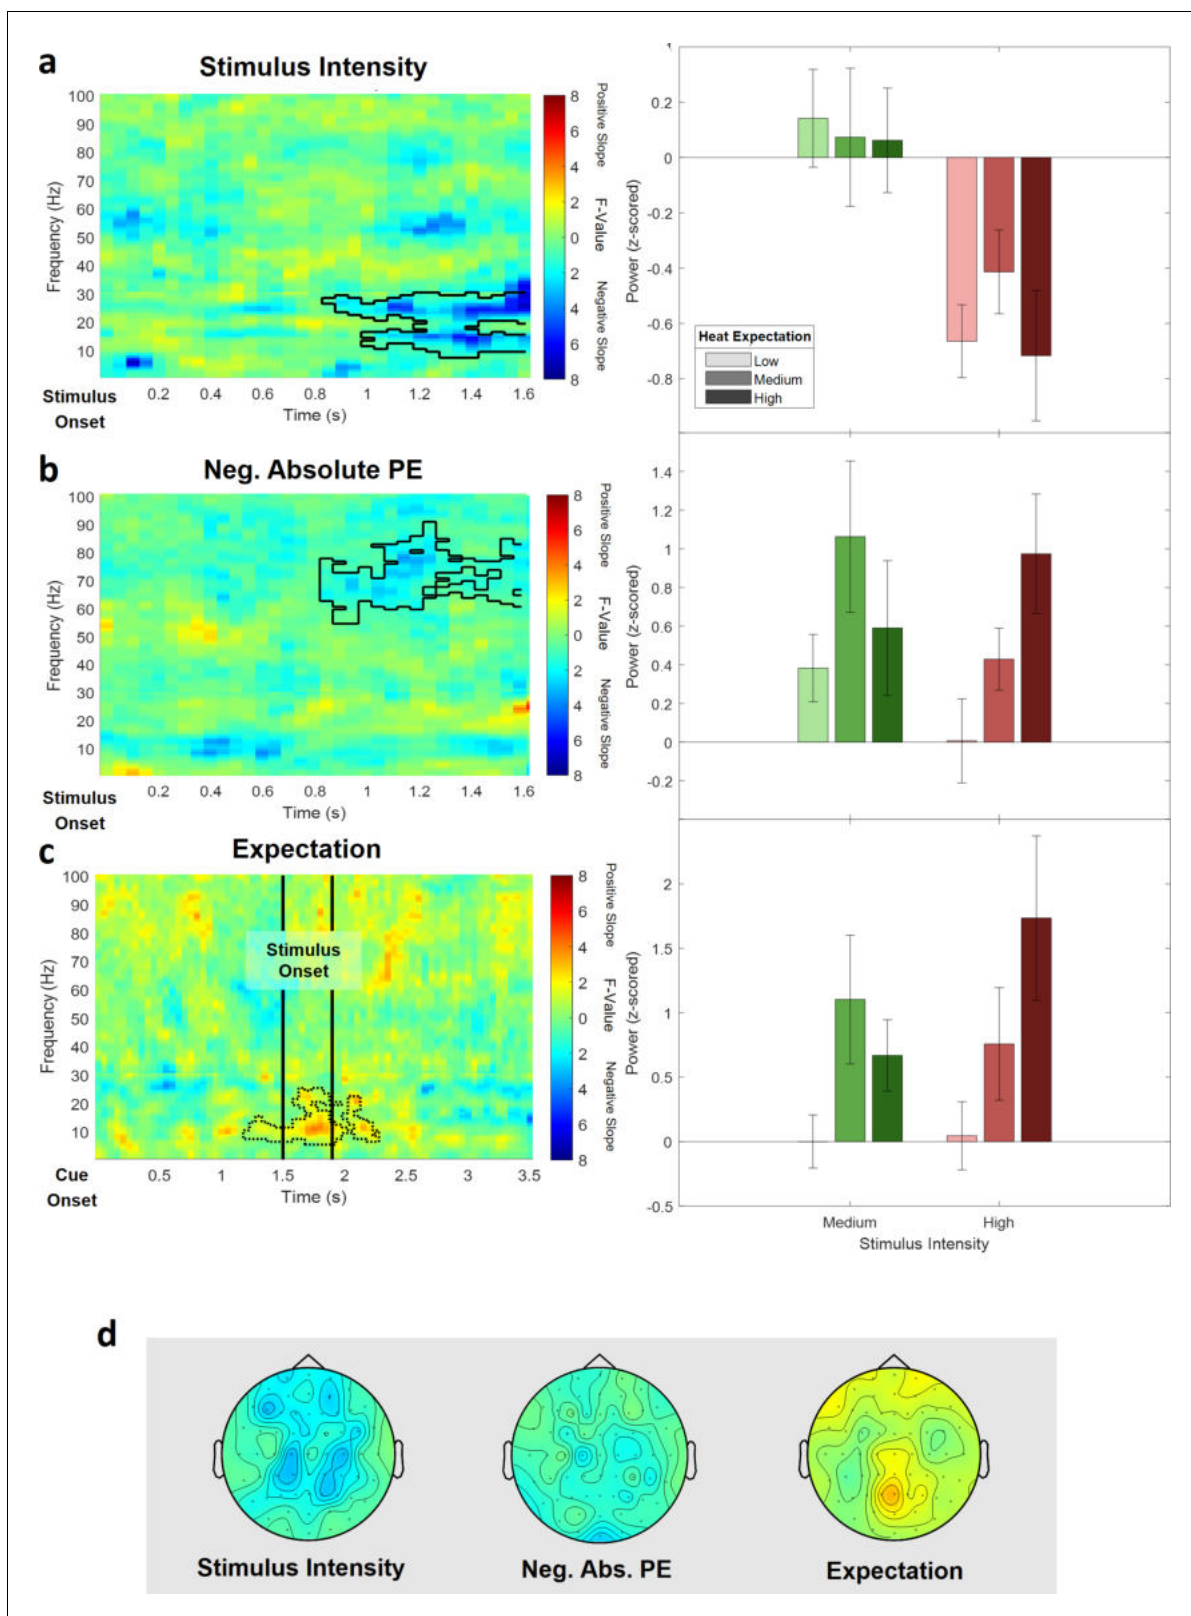 a
Stimulus Intensity
100
90
80
70
60
50
40
30
20
10
Frequency (Hz)
Stimulus
Onset
0.2 0.4 0.6 0.8 1 1.2 1.4 1.6
Time (s)
8
6
4
2
0
2
4
6
8
Positive Slope
F-Value
Negative Slope
0.2
0
-0.2
-0.4
-0.6
-0.8
Power (z-scored)
Heat Expectation
Low
Medium
High
b
Neg. Absolute PE
100
90
80
70
60
50
40
30
20
10
Frequency (Hz)
Stimulus
Onset
0.2 0.4 0.6 0.8 1 1.2 1.4 1.6
Time (s)
8
6
4
2
0
2
4
6
8
Positive Slope
F-Value
Negative Slope
1.4
1.2
1
0.8
0.6
0.4
0.2
0
-0.2
Power (z-scored)
c
Expectation
100
90
80
70
60
50
40
30
20
10
Frequency (Hz)
Stimulus
Onset
Cue
Onset
0.5 1 1.5 2 2.5 3 3.5
Time (s)
8
6
4
2
0
2
4
6
8
Positive Slope
F-Value
Negative Slope
2
1.5
1
0.5
0
-0.5
Power (z-scored)
Medium High
Stimulus Intensity
d
Stimulus Intensity Neg. Abs. PE Expectation